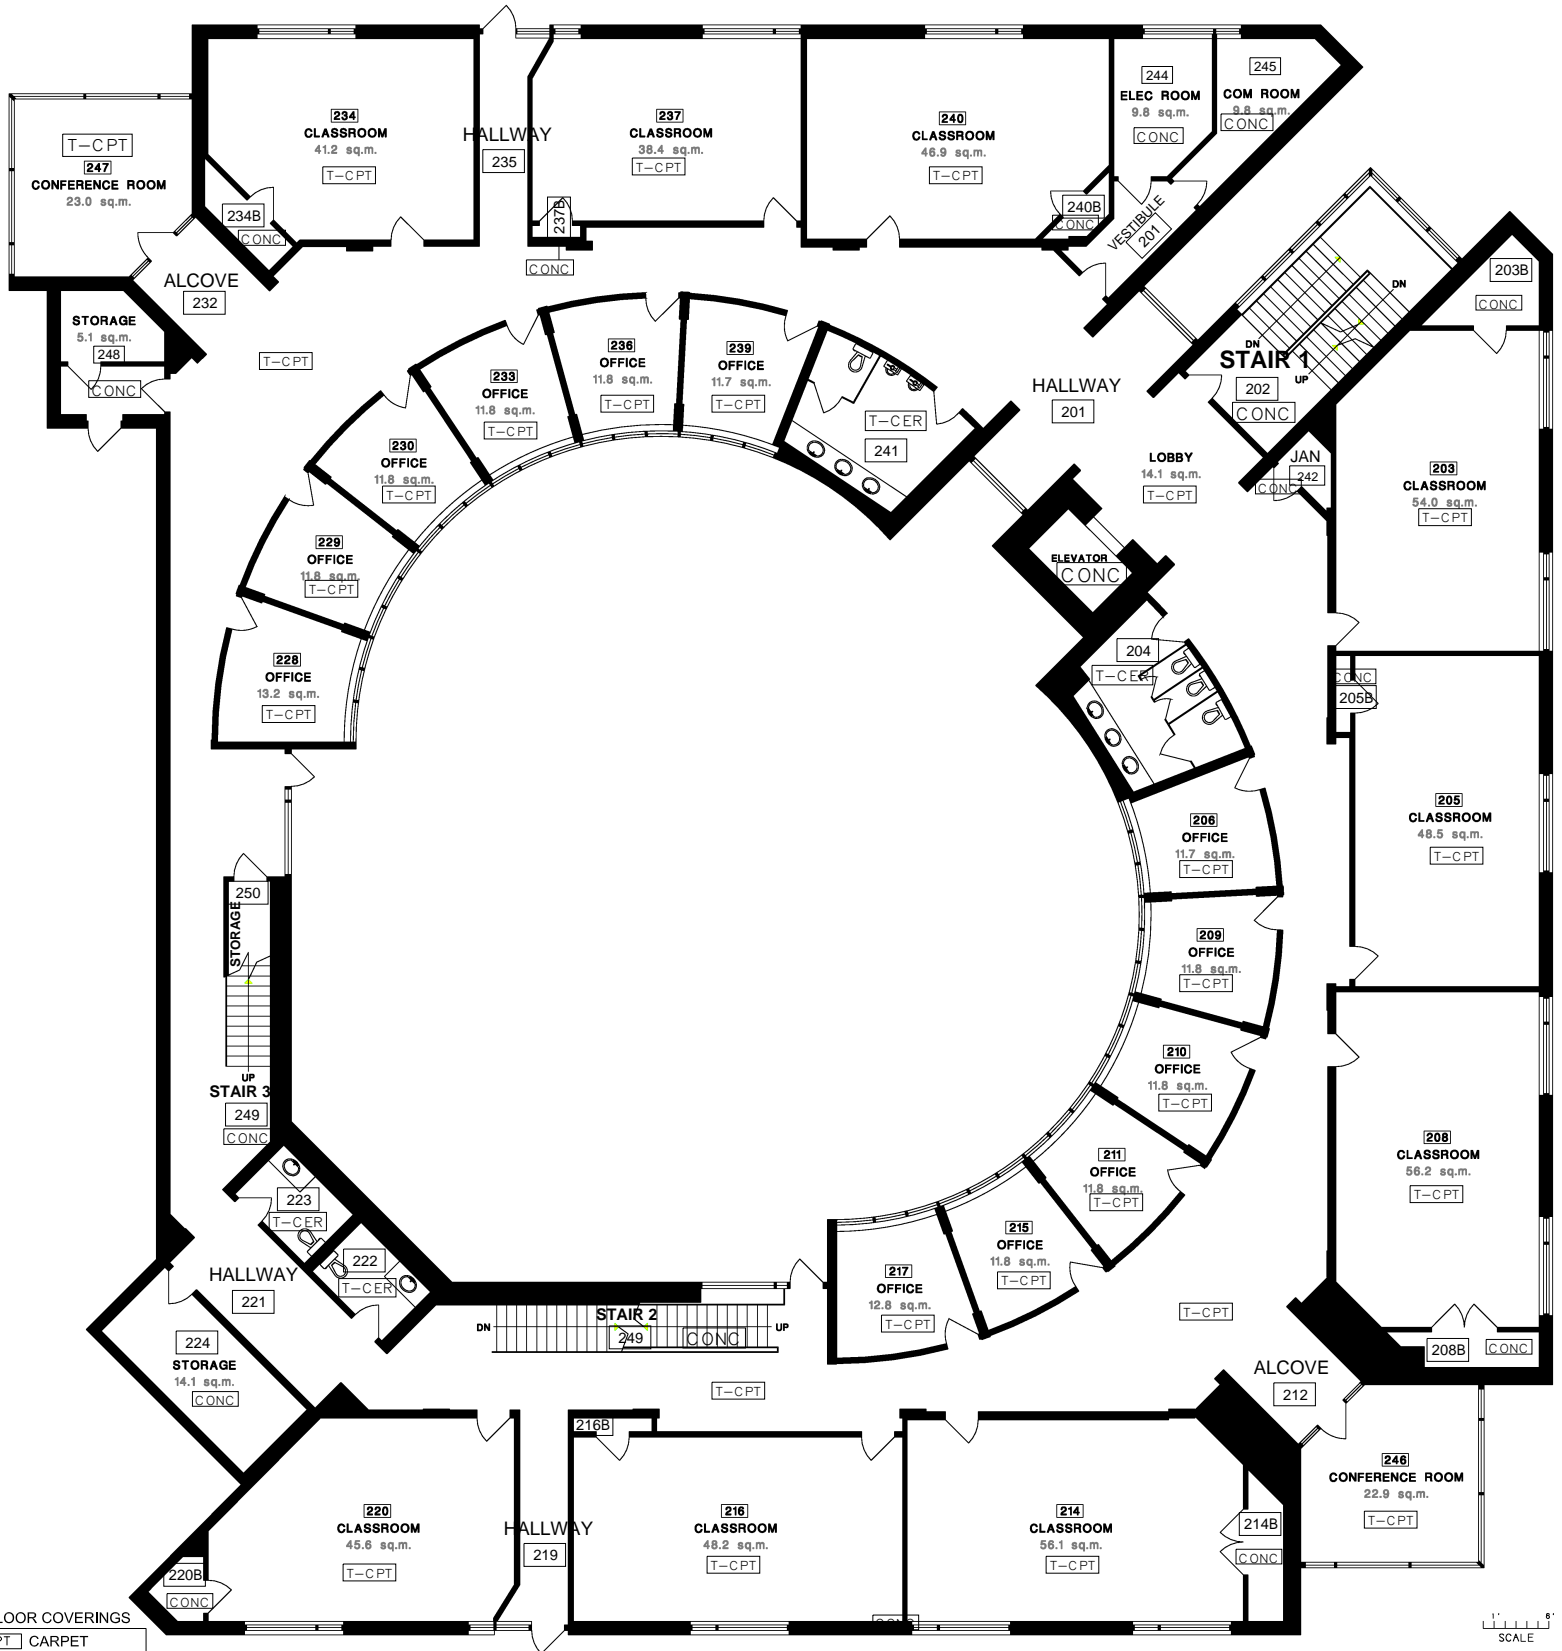 234
CLASSROOM
41.2 sq.m.
T-CPT
HALLWAY
235
237
CLASSROOM
38.4 sq.m.
T-CPT
240
CLASSROOM
46.9 sq.m.
T-CPT
244
ELEC ROOM
9.8 sq.m.
CONC
245
COM ROOM
9.8 sq.m.
CONC
T-CPT
247
CONFERENCE ROOM
23.0 sq.m.
234B
CONC
237B
CONC
240B
CONC
VESTIBULE
201
ALCOVE
232
STORAGE
5.1 sq.m.
248
CONC
T-CPT
203B
CONC
DN
DN
STAIR 1
UP
202
CONC
236
OFFICE
11.8 sq.m.
T-CPT
239
OFFICE
11.7 sq.m.
T-CPT
233
OFFICE
11.8 sq.m.
T-CPT
230
OFFICE
11.8 sq.m.
T-CPT
T-CER
241
HALLWAY
201
LOBBY
14.1 sq.m.
T-CPT
JAN
242
CONC
203
CLASSROOM
54.0 sq.m.
T-CPT
229
OFFICE
11.8 sq.m.
T-CPT
ELEVATOR
CONC
228
OFFICE
13.2 sq.m.
T-CPT
204
T-CER
CONC
205B
206
OFFICE
11.7 sq.m.
T-CPT
205
CLASSROOM
48.5 sq.m.
T-CPT
250
STORAGE
209
OFFICE
11.8 sq.m.
T-CPT
210
OFFICE
11.8 sq.m.
T-CPT
UP
STAIR 3
249
CONC
211
OFFICE
11.8 sq.m.
T-CPT
208
CLASSROOM
56.2 sq.m.
T-CPT
223
T-CER
222
T-CER
HALLWAY
221
215
OFFICE
11.8 sq.m.
T-CPT
217
OFFICE
12.8 sq.m.
T-CPT
STAIR 2
DN
249
CONC
UP
T-CPT
208B
CONC
224
STORAGE
14.1 sq.m.
CONC
T-CPT
ALCOVE
212
216B
246
CONFERENCE ROOM
22.9 sq.m.
T-CPT
220
CLASSROOM
45.6 sq.m.
T-CPT
HALLWAY
219
216
CLASSROOM
48.2 sq.m.
T-CPT
214
CLASSROOM
56.1 sq.m.
T-CPT
214B
CONC
220B
CONC
CONC
LOOR COVERINGS
PT CARPET
1' 6'
SCALE